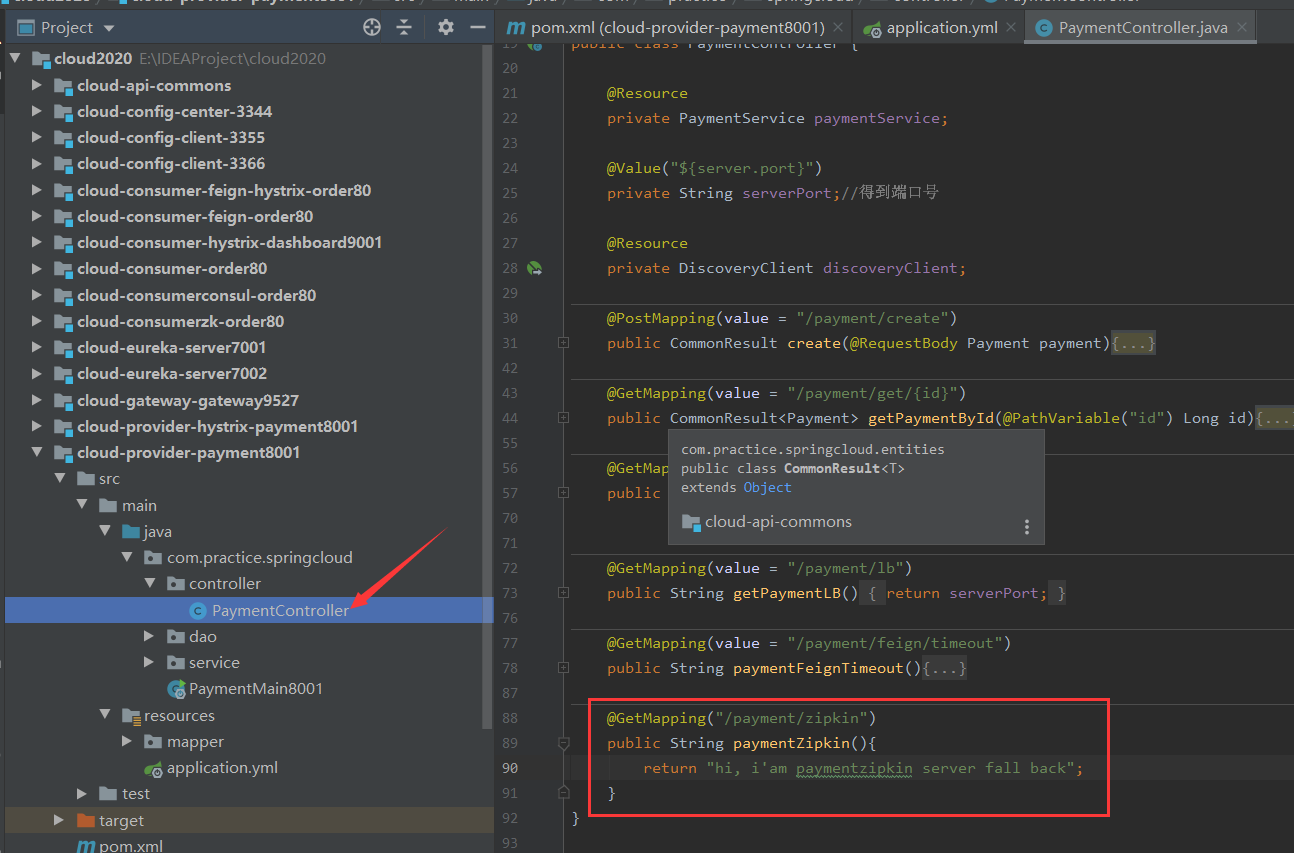 Project
cloud2020 E:\IDEAProject\cloud2020
cloud-api-commons
cloud-config-center-3344
cloud-config-client-3355
cloud-config-client-3366
cloud-consumer-feign-hystrix-order80
cloud-consumer-feign-order80
cloud-consumer-hystrix-dashboard9001
cloud-consumer-order80
cloud-consumerconsul-order80
cloud-consumerzk-order80
cloud-eureka-server7001
cloud-eureka-server7002
cloud-gateway-gateway9527
cloud-provider-hystrix-payment8001
cloud-provider-payment8001
src
main
java
com.practice.springcloud
controller
PaymentController
dao
service
PaymentMain8001
resources
mapper
application.yml
test
target
pom.xml
pom.xml (cloud-provider-payment8001) application.yml PaymentController.java
19 public class PaymentController {
20
21 @Resource
22 private PaymentService paymentService;
23
24 @Value("${server.port}")
25 private String serverPort;//得到端口号
26
27 @Resource
28 private DiscoveryClient discoveryClient;
29
30 @PostMapping(value = "/payment/create")
31 public CommonResult create(@RequestBody Payment payment){...}
42
43 @GetMapping(value = "/payment/get/{id}")
44 public CommonResult<Payment> getPaymentById(@PathVariable("id") Long id){...}
55
56 @GetMap
57 public
70
71
com.practice.springcloud.entities
public class CommonResult<T>
extends Object
cloud-api-commons
72 @GetMapping(value = "/payment/lb")
73 public String getPaymentLB() { return serverPort; }
76
77 @GetMapping(value = "/payment/feign/timeout")
78 public String paymentFeignTimeout(){...}
87
88 @GetMapping("/payment/zipkin")
89 public String paymentZipkin(){
90 return "hi, i'am paymentzipkin server fall back";
91 }
92 }
93